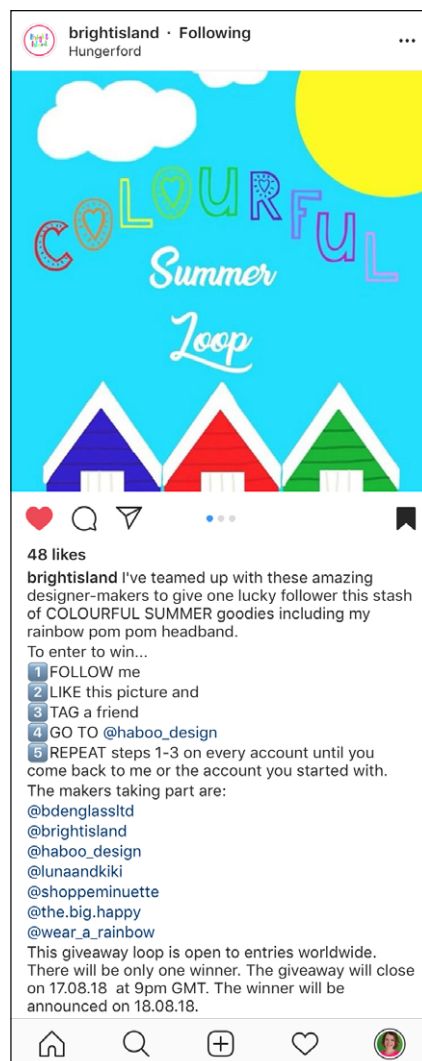 Bright Island
brightisland · Following
Hungerford
COLOURFUL
Summer
Loop
48 likes
brightisland I've teamed up with these amazing
designer-makers to give one lucky follower this stash
of COLOURFUL SUMMER goodies including my
rainbow pom pom headband.
To enter to win...
1 FOLLOW me
2 LIKE this picture and
3 TAG a friend
4 GO TO @haboo_design
5 REPEAT steps 1-3 on every account until you
come back to me or the account you started with.
The makers taking part are:
@bdenglassltd
@brightisland
@haboo_design
@lunaandkiki
@shoppeminuette
@the.big.happy
@wear_a_rainbow
This giveaway loop is open to entries worldwide.
There will be only one winner. The giveaway will close
on 17.08.18 at 9pm GMT. The winner will be
announced on 18.08.18.